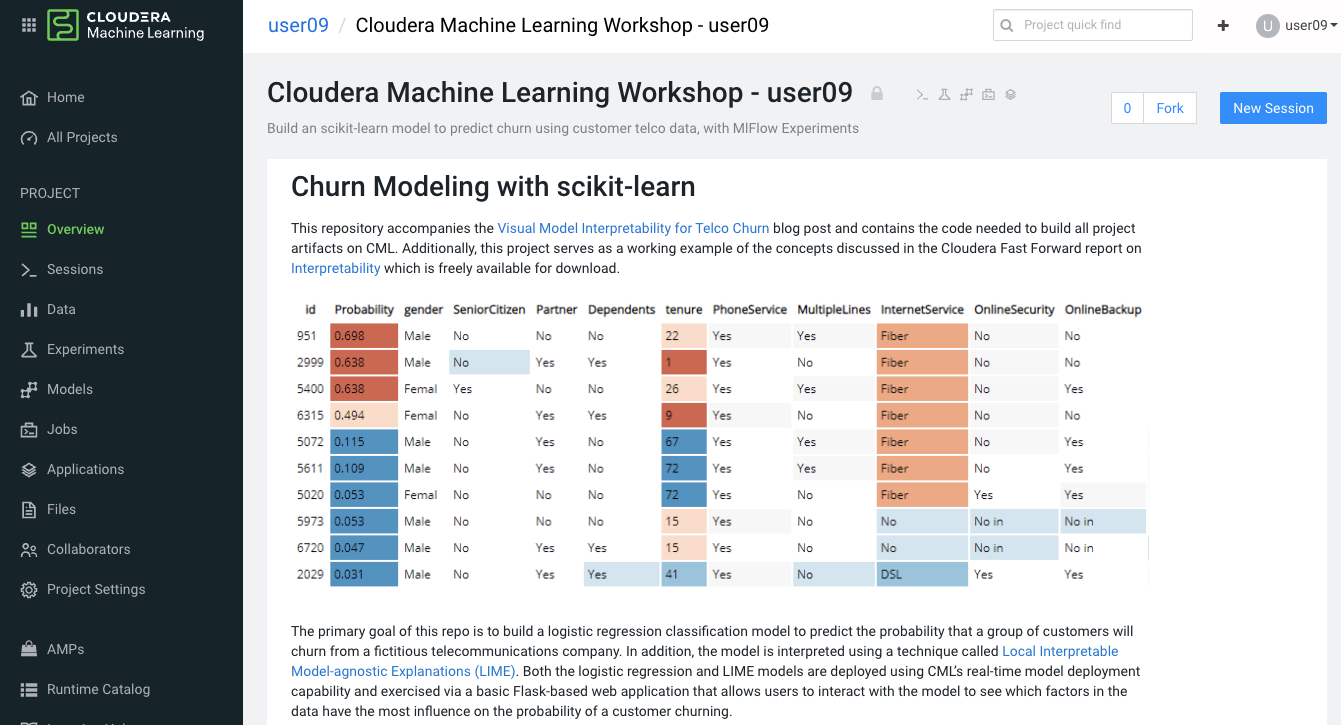 CLOUDERA
Machine Learning
user09 / Cloudera Machine Learning Workshop - user09
Project quick find
+
U user09
Home
All Projects
PROJECT
Overview
Sessions
Data
Experiments
Models
Jobs
Applications
Files
Collaborators
Project Settings
AMPs
Runtime Catalog
Cloudera Machine Learning Workshop - user09
0 Fork
New Session
Build an scikit-learn model to predict churn using customer telco data, with MlFlow Experiments
Churn Modeling with scikit-learn
This repository accompanies the Visual Model Interpretability for Telco Churn blog post and contains the code needed to build all project
artifacts on CML. Additionally, this project serves as a working example of the concepts discussed in the Cloudera Fast Forward report on
Interpretability which is freely available for download.
id Probability gender SeniorCitizen Partner Dependents tenure PhoneService MultipleLines InternetService OnlineSecurity OnlineBackup
951 0.698 Male No No No 22 Yes Yes Fiber No No
2999 0.638 Male No Yes Yes 1 Yes No Fiber No No
5400 0.638 Femal Yes No No 26 Yes Yes Fiber No Yes
6315 0.494 Femal No Yes Yes 9 Yes No Fiber No No
5072 0.115 Male No Yes No 67 Yes Yes Fiber No Yes
5611 0.109 Male No Yes No 72 Yes Yes Fiber No Yes
5020 0.053 Femal No No No 72 Yes No Fiber Yes Yes
5973 0.053 Male No No No 15 Yes No No No in No in
6720 0.047 Male No Yes Yes 15 Yes No No No in No in
2029 0.031 Male No Yes Yes 41 Yes No DSL Yes Yes
The primary goal of this repo is to build a logistic regression classification model to predict the probability that a group of customers will
churn from a fictitious telecommunications company. In addition, the model is interpreted using a technique called Local Interpretable
Model-agnostic Explanations (LIME). Both the logistic regression and LIME models are deployed using CML's real-time model deployment
capability and exercised via a basic Flask-based web application that allows users to interact with the model to see which factors in the
data have the most influence on the probability of a customer churning.